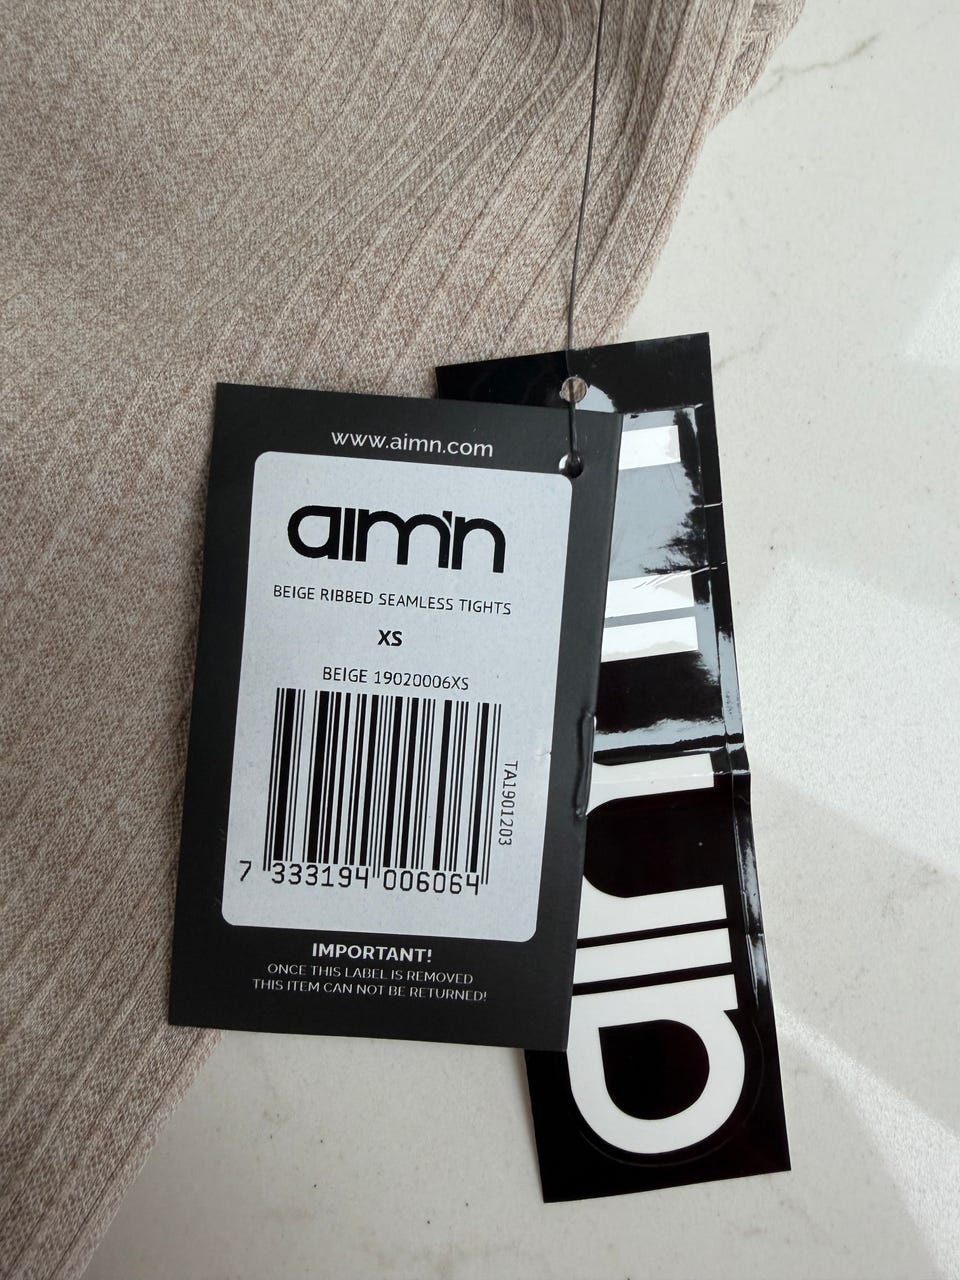 www.aimn.com
aim'n
BEIGE RIBBED SEAMLESS TIGHTS
XS
BEIGE 19020006XS
TA1901203
7 333194 006064
IMPORTANT!
ONCE THIS LABEL IS REMOVED
THIS ITEM CAN NOT BE RETURNED!
aim'n